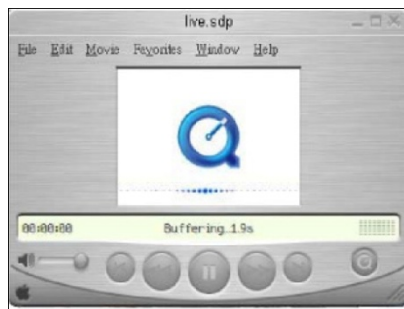 live.sdp
File Edit Movie Favorites Window Help
00:00:00 Buffering...1.9s